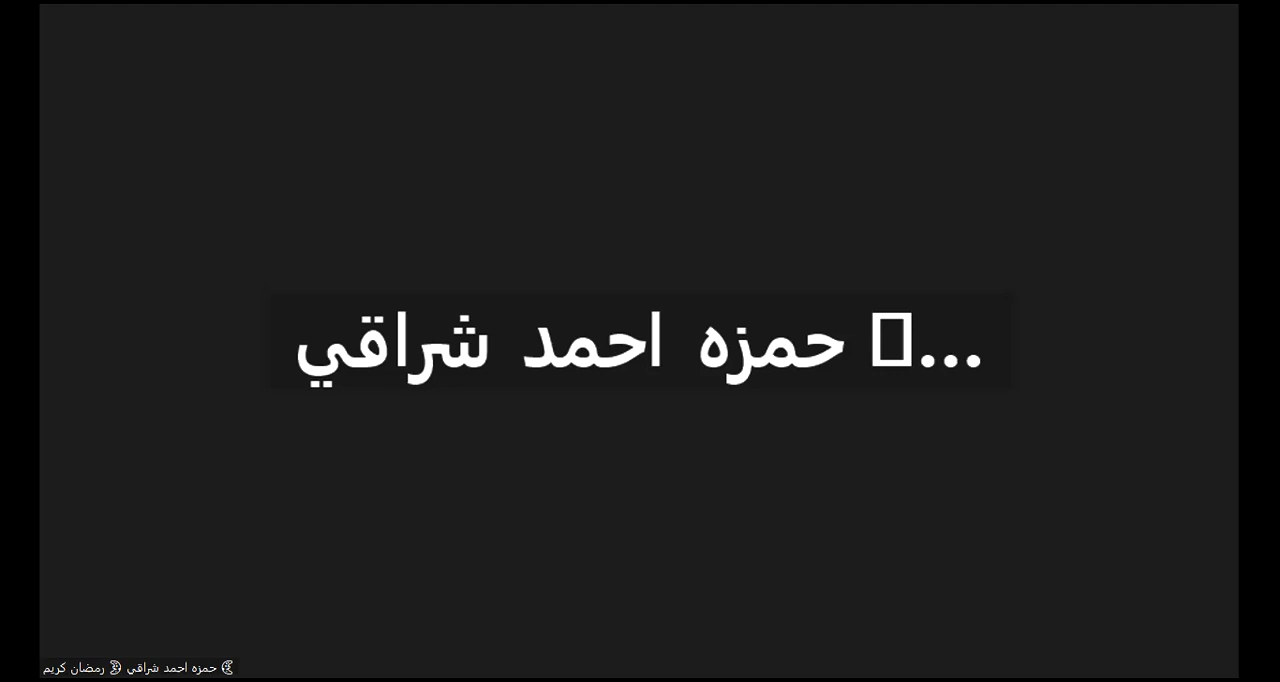 حمزه احمد شراقي ...
🌛 حمزه احمد شراقي 🌛 رمضان كريم